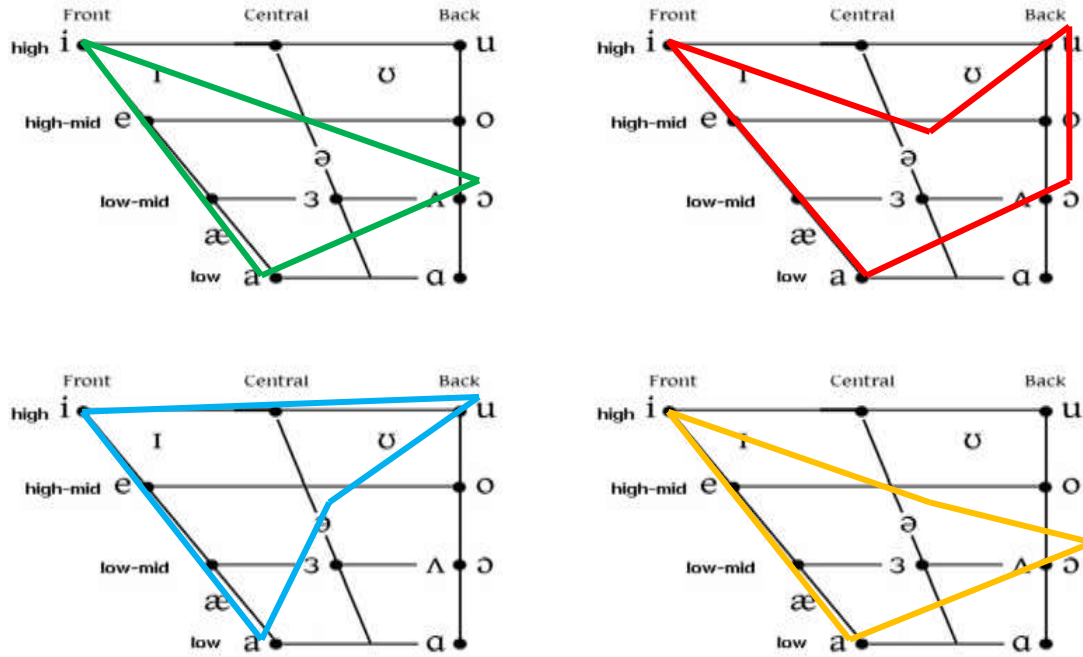 Front Central Back
high i u
ɪ ʊ
high-mid e o
ə
low-mid ɜ ʌ ɔ
æ
low a ɑ
Front Central Back
high i u
ɪ ʊ
high-mid e o
ə
low-mid ɜ ʌ ɔ
æ
low a ɑ
Front Central Back
high i u
ɪ ʊ
high-mid e o
ə
low-mid ɜ ʌ ɔ
æ
low a ɑ
Front Central Back
high i u
ɪ ʊ
high-mid e o
ə
low-mid ɜ ʌ ɔ
æ
low a ɑ